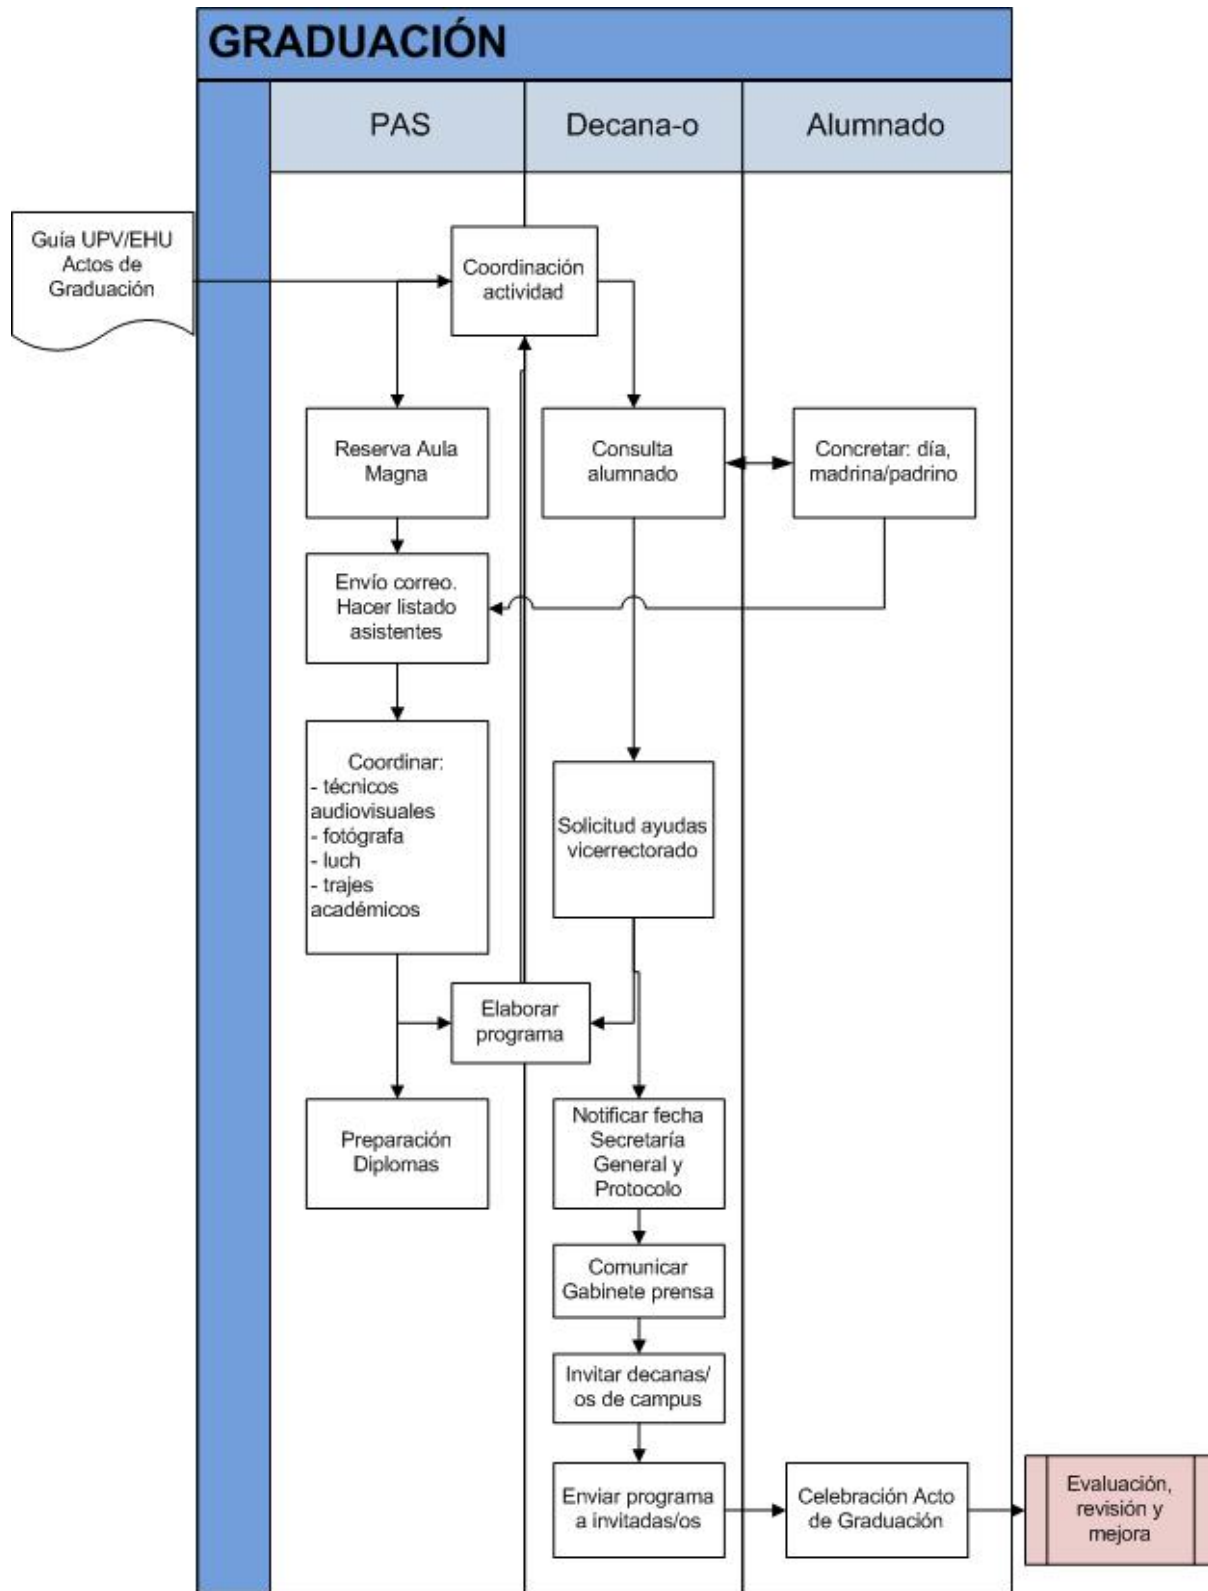 GRADUACIÓN
PAS
Decana-o
Alumnado
Guía UPV/EHU
Actos de
Graduación
Coordinación
actividad
Reserva Aula
Magna
Consulta
alumnado
Concretar: día,
madrina/padrino
Envío correo.
Hacer listado
asistentes
Coordinar:
- técnicos
audiovisuales
- fotógrafa
- luch
- trajes
académicos
Solicitud ayudas
vicerrectorado
Elaborar
programa
Preparación
Diplomas
Notificar fecha
Secretaría
General y
Protocolo
Comunicar
Gabinete prensa
Invitar decanas/
os de campus
Enviar programa
a invitadas/os
Celebración Acto
de Graduación
Evaluación,
revisión y
mejora